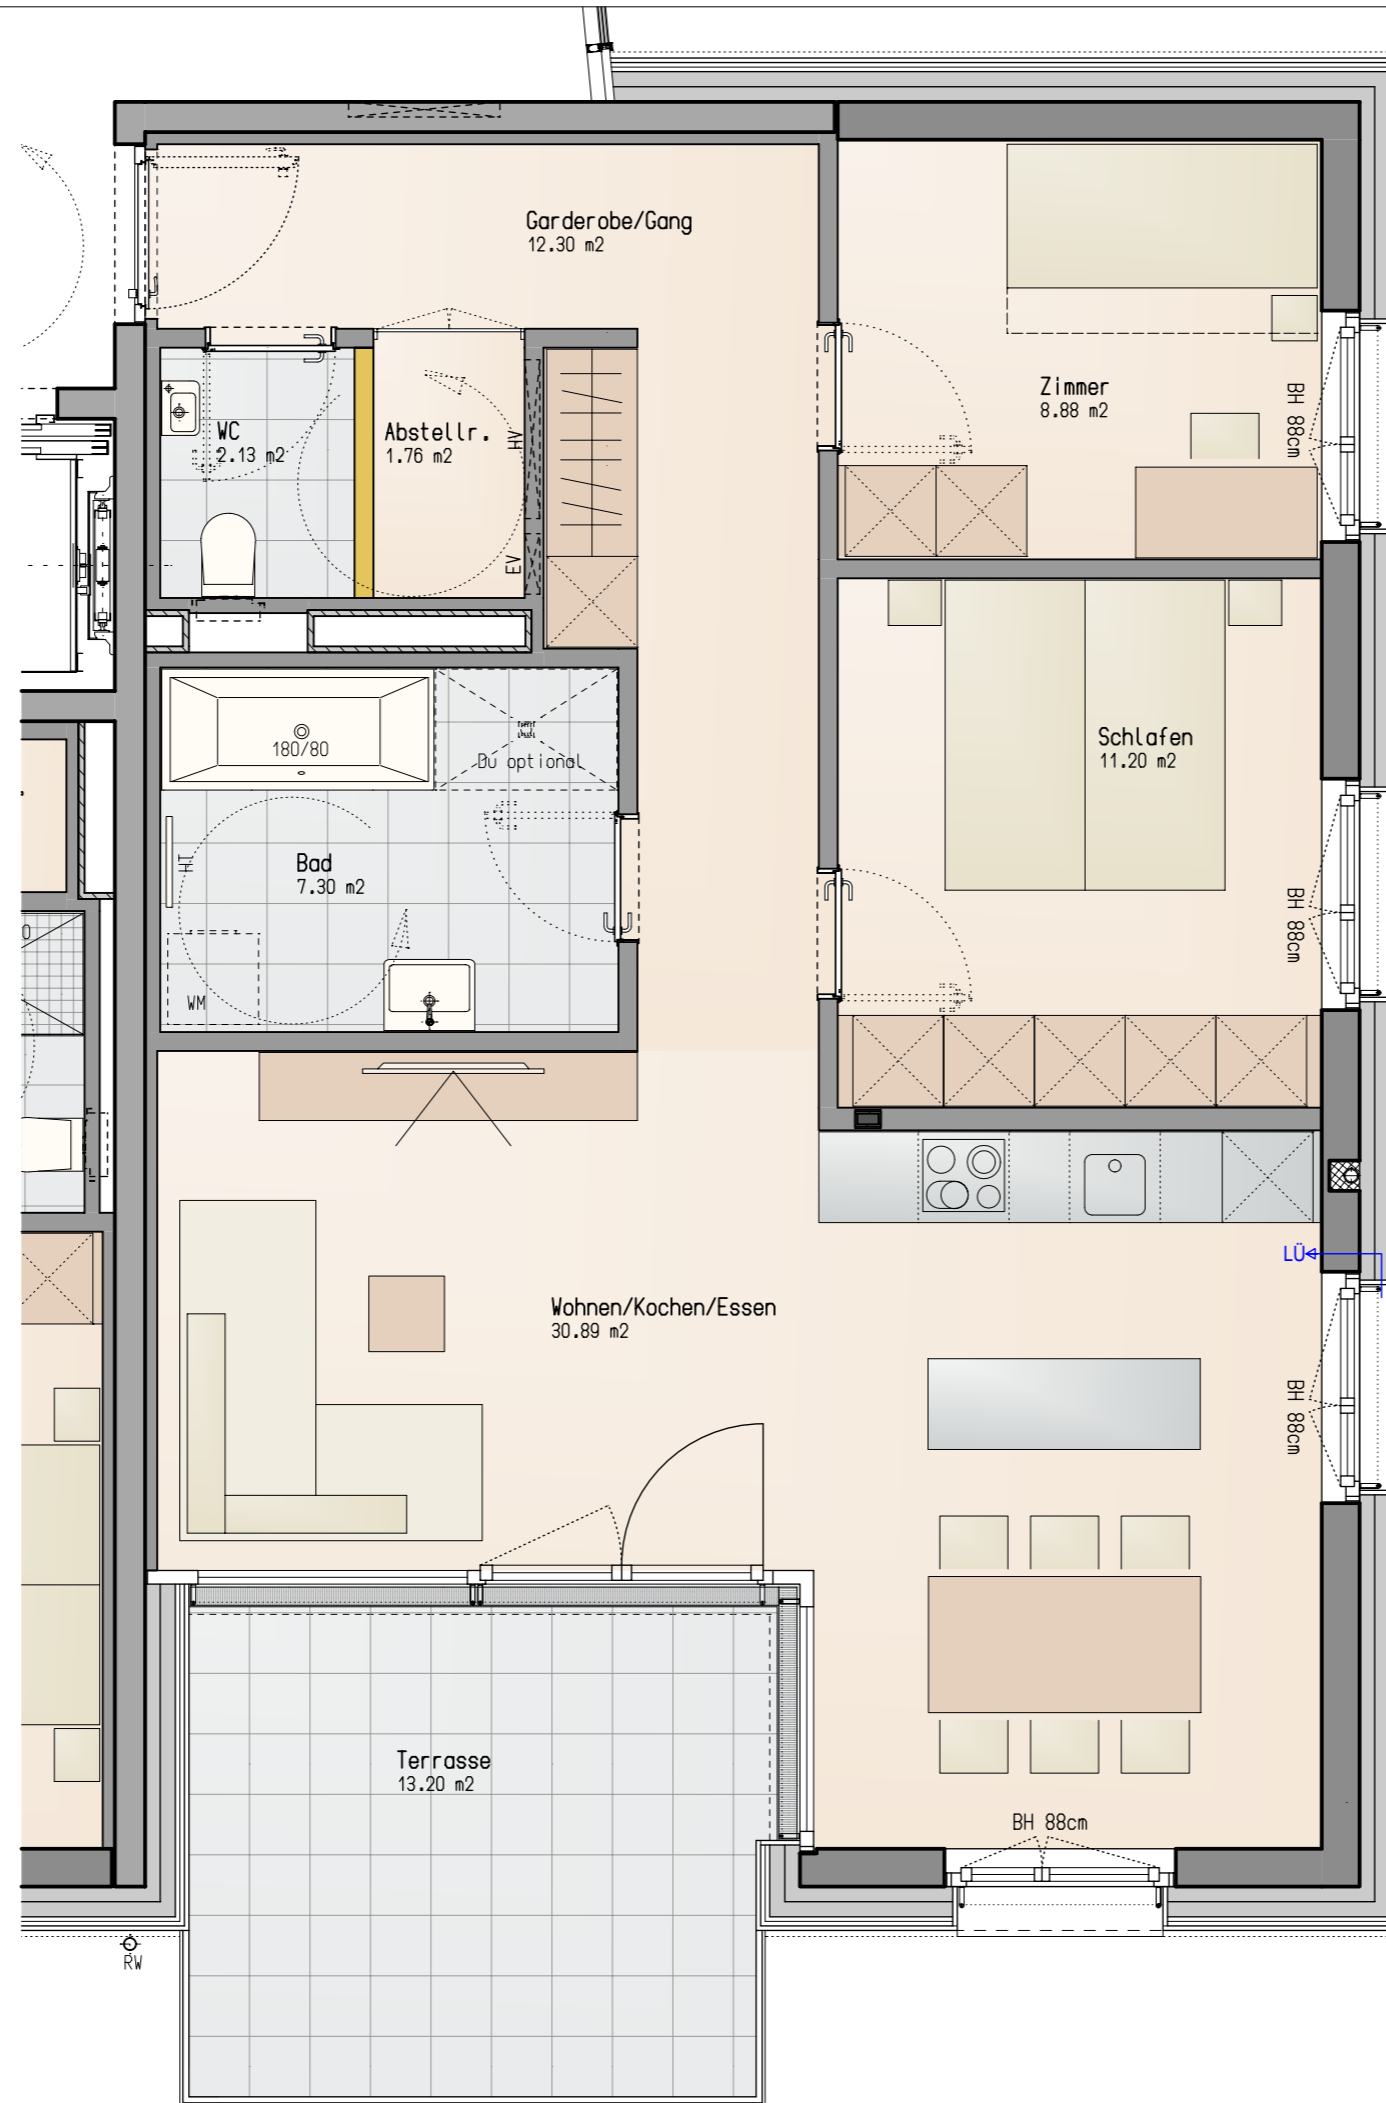 Garderobe/Gang
12.30 m2
Zimmer
8.88 m2
BH 88cm
WC
2.13 m2
Abstellr.
1.76 m2
HV
EV
Schlafen
11.20 m2
BH 88cm
180/80
Du optional
Bad
7.30 m2
HT
WM
LÜ
Wohnen/Kochen/Essen
30.89 m2
BH 88cm
Terrasse
13.20 m2
BH 88cm
RW